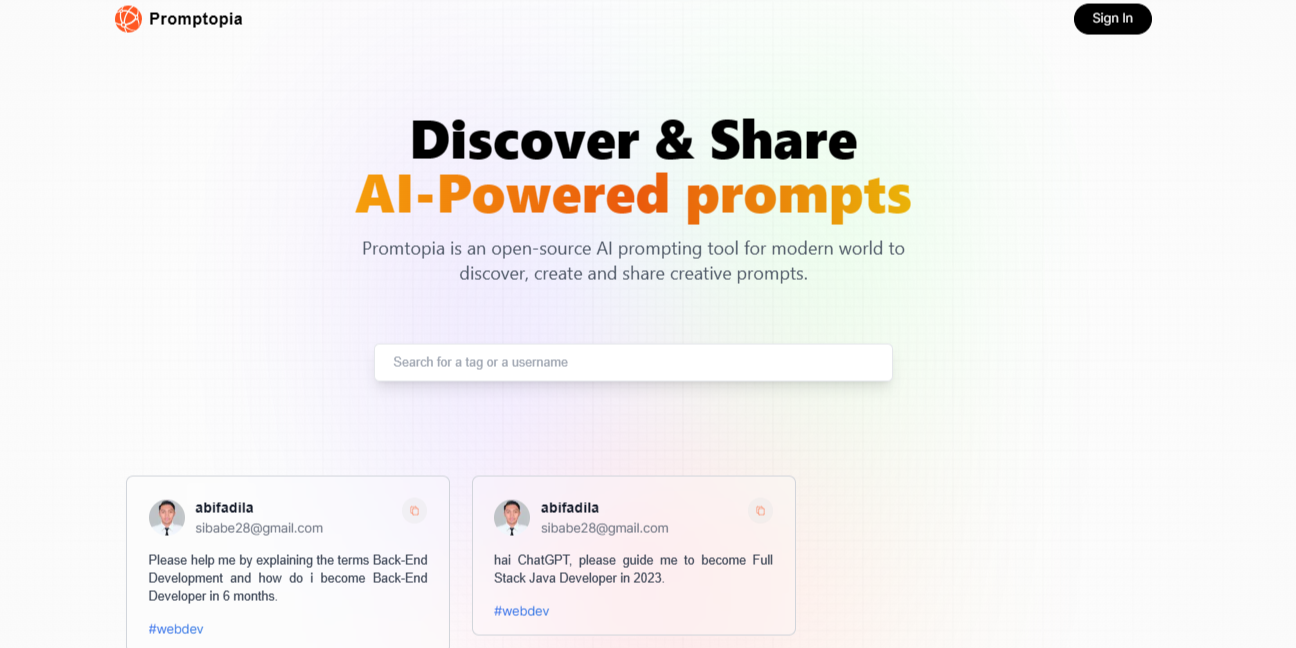 Promptopia
Sign In
Discover & Share
AI-Powered prompts
Promtopia is an open-source AI prompting tool for modern world to
discover, create and share creative prompts.
Search for a tag or a username
abifadila
sibabe28@gmail.com
Please help me by explaining the terms Back-End
Development and how do i become Back-End
Developer in 6 months.
#webdev
abifadila
sibabe28@gmail.com
hai ChatGPT, please guide me to become Full
Stack Java Developer in 2023.
#webdev